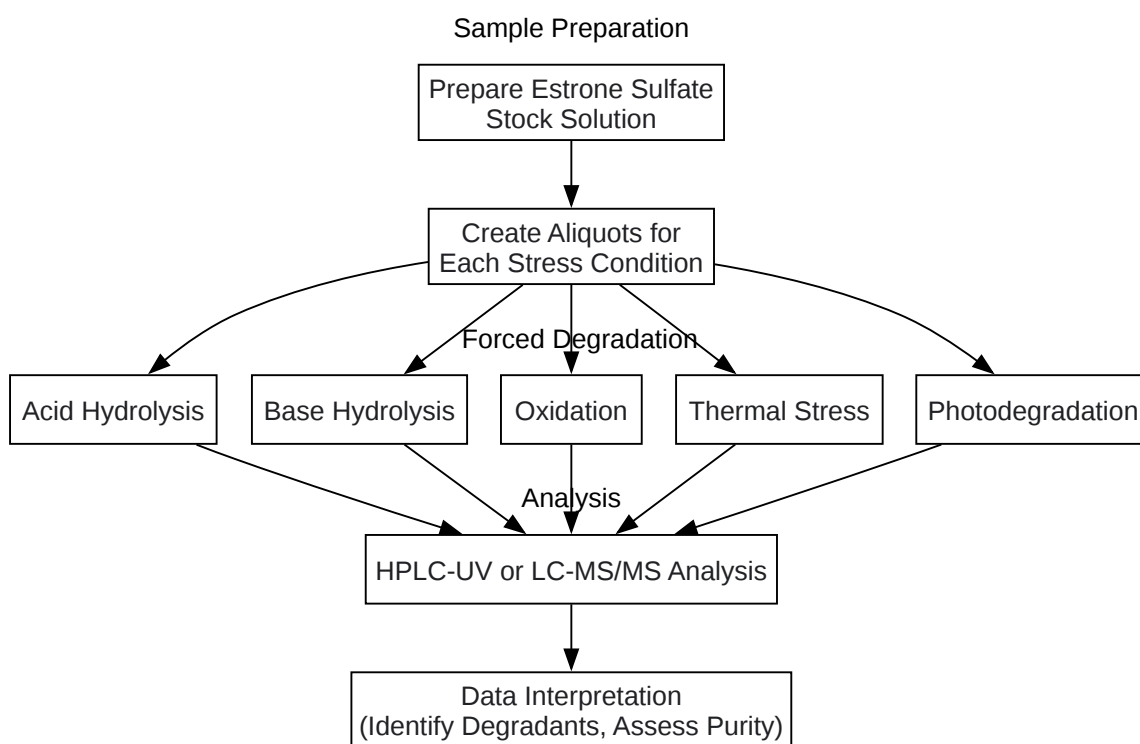 Sample Preparation
Prepare Estrone Sulfate
Stock Solution
Create Aliquots for
Each Stress Condition
Forced Degradation
Acid Hydrolysis
Base Hydrolysis
Oxidation
Thermal Stress
Photodegradation
Analysis
HPLC-UV or LC-MS/MS Analysis
Data Interpretation
(Identify Degradants, Assess Purity)